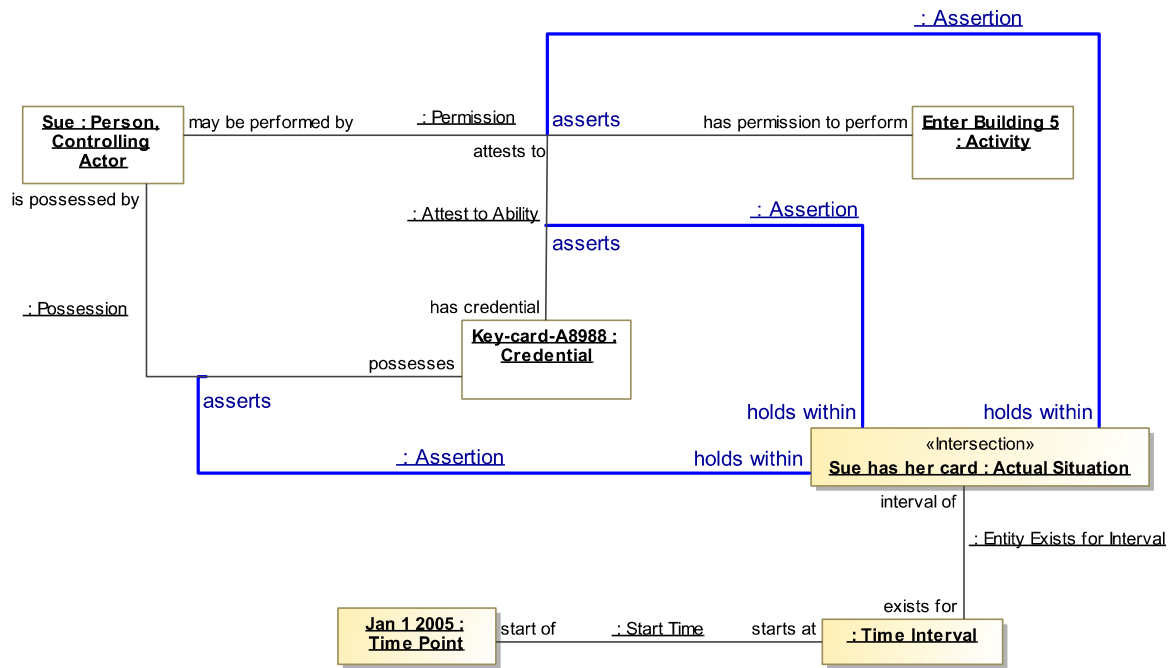 : Assertion
Sue : Person,
Controlling
Actor
may be performed by
: Permission
asserts
has permission to perform
Enter Building 5
: Activity
attests to
is possessed by
: Attest to Ability
: Assertion
asserts
: Possession
has credential
Key-card-A8988 :
Credential
possesses
asserts
holds within
holds within
: Assertion
holds within
«Intersection»
Sue has her card : Actual Situation
interval of
: Entity Exists for Interval
exists for
Jan 1 2005 :
Time Point
start of
: Start Time
starts at
: Time Interval